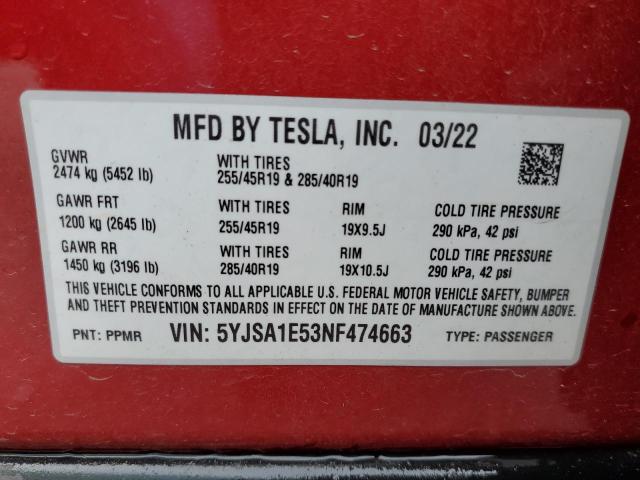 MFD BY TESLA, INC. 03/22
GVWR
2474 kg (5452 lb)
WITH TIRES
255/45R19 & 285/40R19
GAWR FRT
1200 kg (2645 lb)
WITH TIRES
255/45R19
RIM
19X9.5J
COLD TIRE PRESSURE
290 kPa, 42 psi
GAWR RR
1450 kg (3196 lb)
WITH TIRES
285/40R19
RIM
19X10.5J
COLD TIRE PRESSURE
290 kPa, 42 psi
THIS VEHICLE CONFORMS TO ALL APPLICABLE U.S. FEDERAL MOTOR VEHICLE SAFETY, BUMPER
AND THEFT PREVENTION STANDARDS IN EFFECT ON THE DATE OF MANUFACTURE SHOWN ABOVE.
PNT: PPMR VIN: 5YJSA1E53NF474663 TYPE: PASSENGER